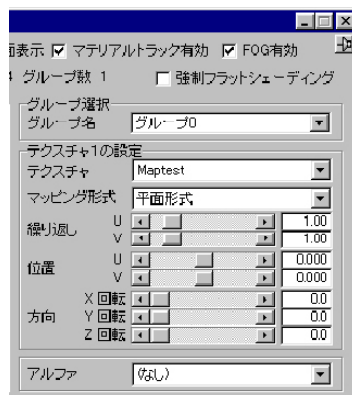 面表示 マテリアルトラック有効 FOG有効
グループ数 1 強制フラットシェーディング
グループ選択
グループ名 グループ0
テクスチャ1の設定
テクスチャ Maptest
マッピング形式 平面形式
繰り返し U 1.00
V 1.00
位置 U 0.000
V 0.000
X 回転 0.0
方向 Y 回転 0.0
Z 回転 0.0
アルファ (なし)